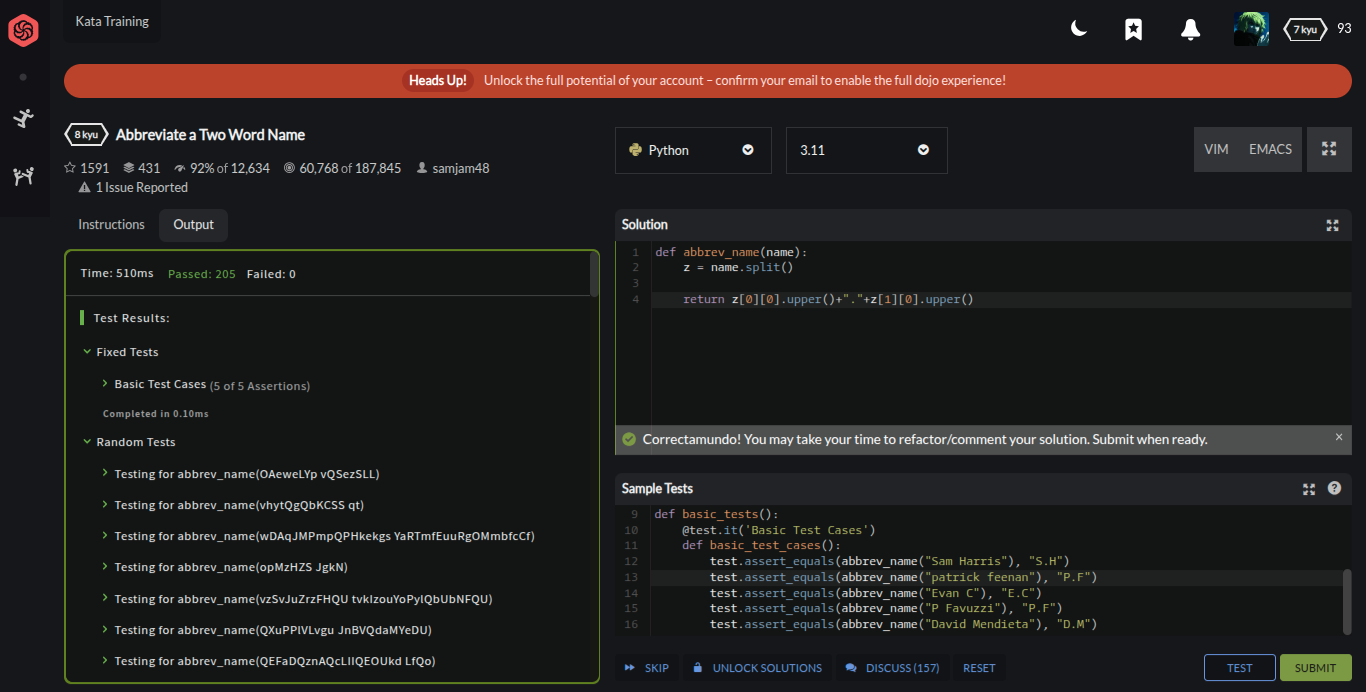 Kata Training
7 kyu 93
Heads Up! Unlock the full potential of your account – confirm your email to enable the full dojo experience!
8 kyu Abbreviate a Two Word Name
1591 431 92% of 12,634 60,768 of 187,845 samjam48
1 Issue Reported
Python 3.11 VIM EMACS
Instructions Output
Time: 510ms Passed: 205 Failed: 0
Test Results:
Fixed Tests
Basic Test Cases (5 of 5 Assertions)
Completed in 0.10ms
Random Tests
Testing for abbrev_name(OAeweLYp vQSezSLL)
Testing for abbrev_name(vhytQgQbKCSS qt)
Testing for abbrev_name(wDAqJMPmpQPHkekgs YaRTmfEuuRgOMmbfcCf)
Testing for abbrev_name(opMzHZS JgkN)
Testing for abbrev_name(vzSvJuZrzFHQU tvkIzouYoPyIQbUbNFQU)
Testing for abbrev_name(QXuPPIVLvgu JnBVQdaMYeDU)
Testing for abbrev_name(QEFaDQznAQcLIIQEOUkd LfQo)
Solution
1 def abbrev_name(name):
2 z = name.split()
3
4 return z[0][0].upper()+"."+z[1][0].upper()
Correctamundo! You may take your time to refactor/comment your solution. Submit when ready. ×
Sample Tests
9 def basic_tests():
10 @test.it('Basic Test Cases')
11 def basic_test_cases():
12 test.assert_equals(abbrev_name("Sam Harris"), "S.H")
13 test.assert_equals(abbrev_name("patrick feenan"), "P.F")
14 test.assert_equals(abbrev_name("Evan C"), "E.C")
15 test.assert_equals(abbrev_name("P Favuzzi"), "P.F")
16 test.assert_equals(abbrev_name("David Mendieta"), "D.M")
SKIP UNLOCK SOLUTIONS DISCUSS (157) RESET TEST SUBMIT